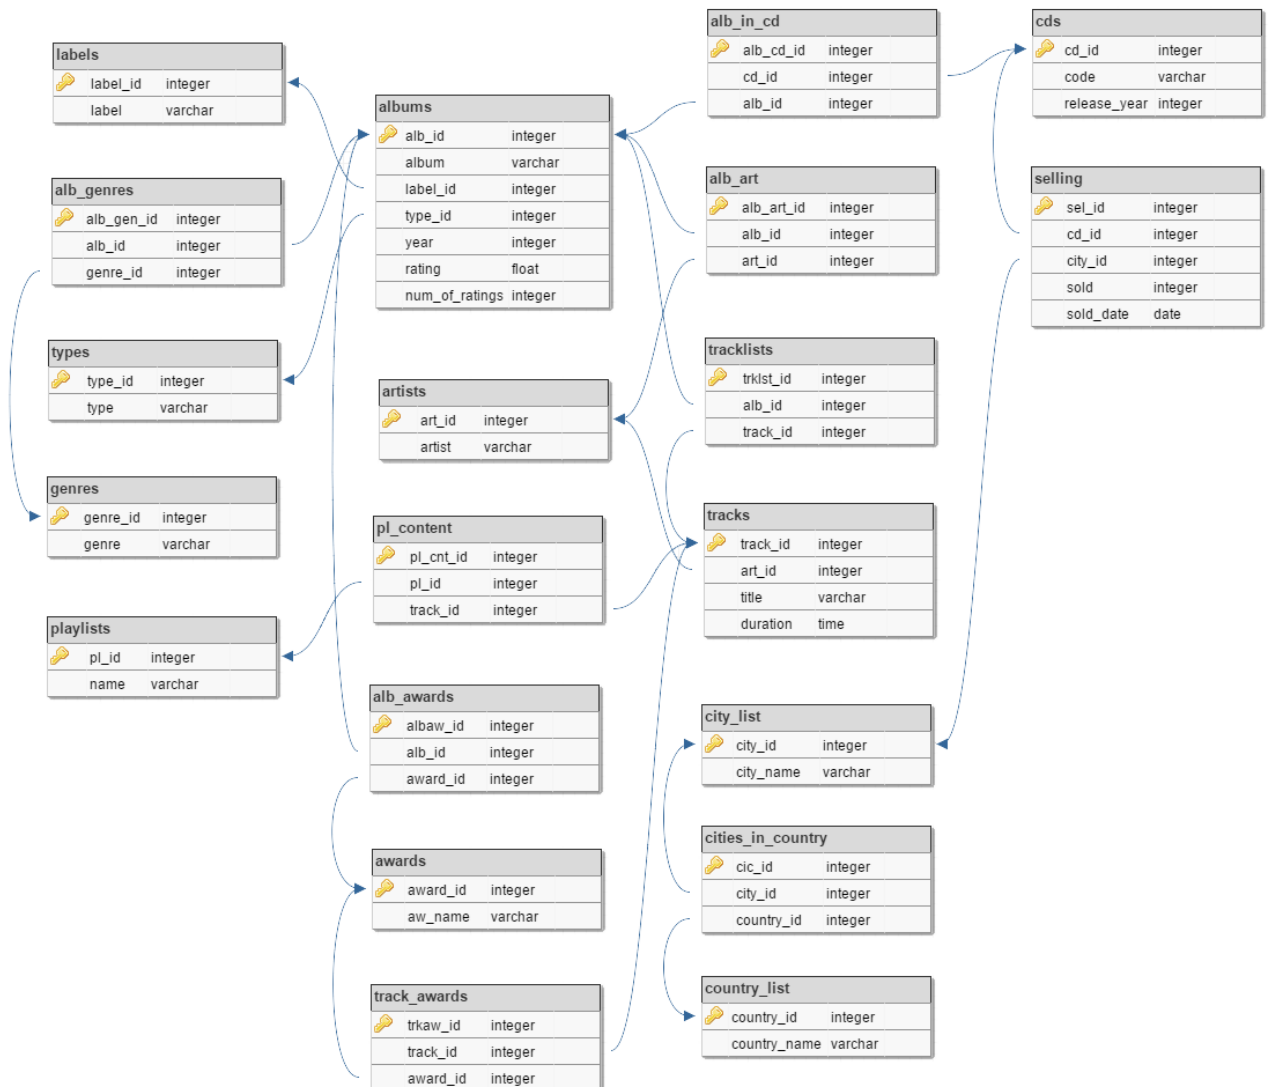 labels
label_id integer
label varchar
alb_genres
alb_gen_id integer
alb_id integer
genre_id integer
types
type_id integer
type varchar
genres
genre_id integer
genre varchar
playlists
pl_id integer
name varchar
albums
alb_id integer
album varchar
label_id integer
type_id integer
year integer
rating float
num_of_ratings integer
artists
art_id integer
artist varchar
pl_content
pl_cnt_id integer
pl_id integer
track_id integer
alb_awards
albaw_id integer
alb_id integer
award_id integer
awards
award_id integer
aw_name varchar
track_awards
trkaw_id integer
track_id integer
award_id integer
alb_in_cd
alb_cd_id integer
cd_id integer
alb_id integer
alb_art
alb_art_id integer
alb_id integer
art_id integer
tracklists
trklst_id integer
alb_id integer
track_id integer
tracks
track_id integer
art_id integer
title varchar
duration time
city_list
city_id integer
city_name varchar
cities_in_country
cic_id integer
city_id integer
country_id integer
country_list
country_id integer
country_name varchar
cds
cd_id integer
code varchar
release_year integer
selling
sel_id integer
cd_id integer
city_id integer
sold integer
sold_date date